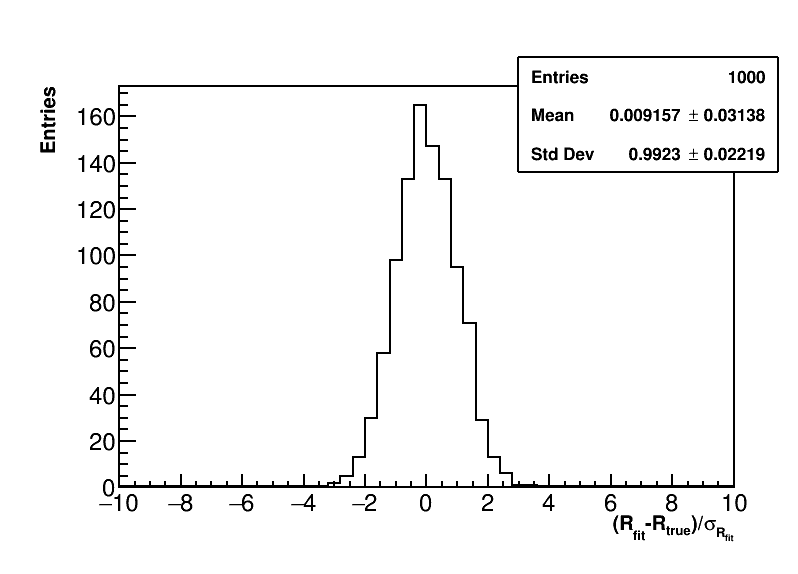 Entries 1000
Mean 0.009157 ± 0.03138
Std Dev 0.9923 ± 0.02219
Entries
160
140
120
100
80
60
40
20
0
−10 −8 −6 −4 −2 0 2 4 6 8 10
(R_fit-R_true)/σ_R_fit